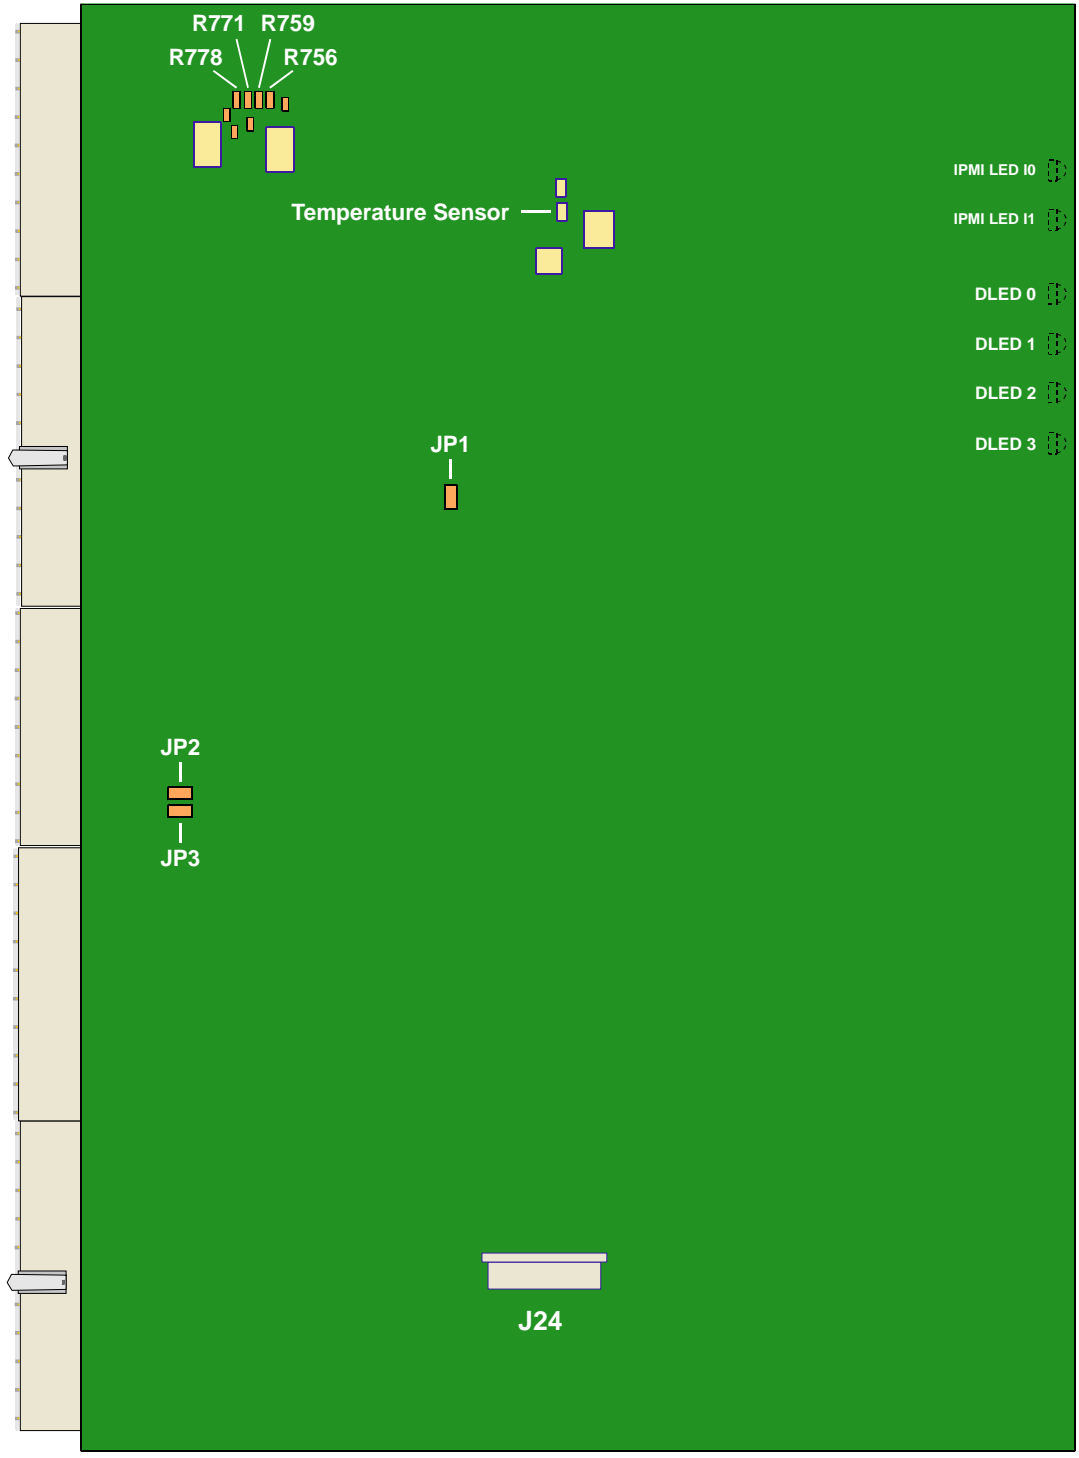 R771 R759
R778 R756
IPMI LED I0
Temperature Sensor
IPMI LED I1
DLED 0
DLED 1
DLED 2
JP1
DLED 3
JP2
JP3
J24